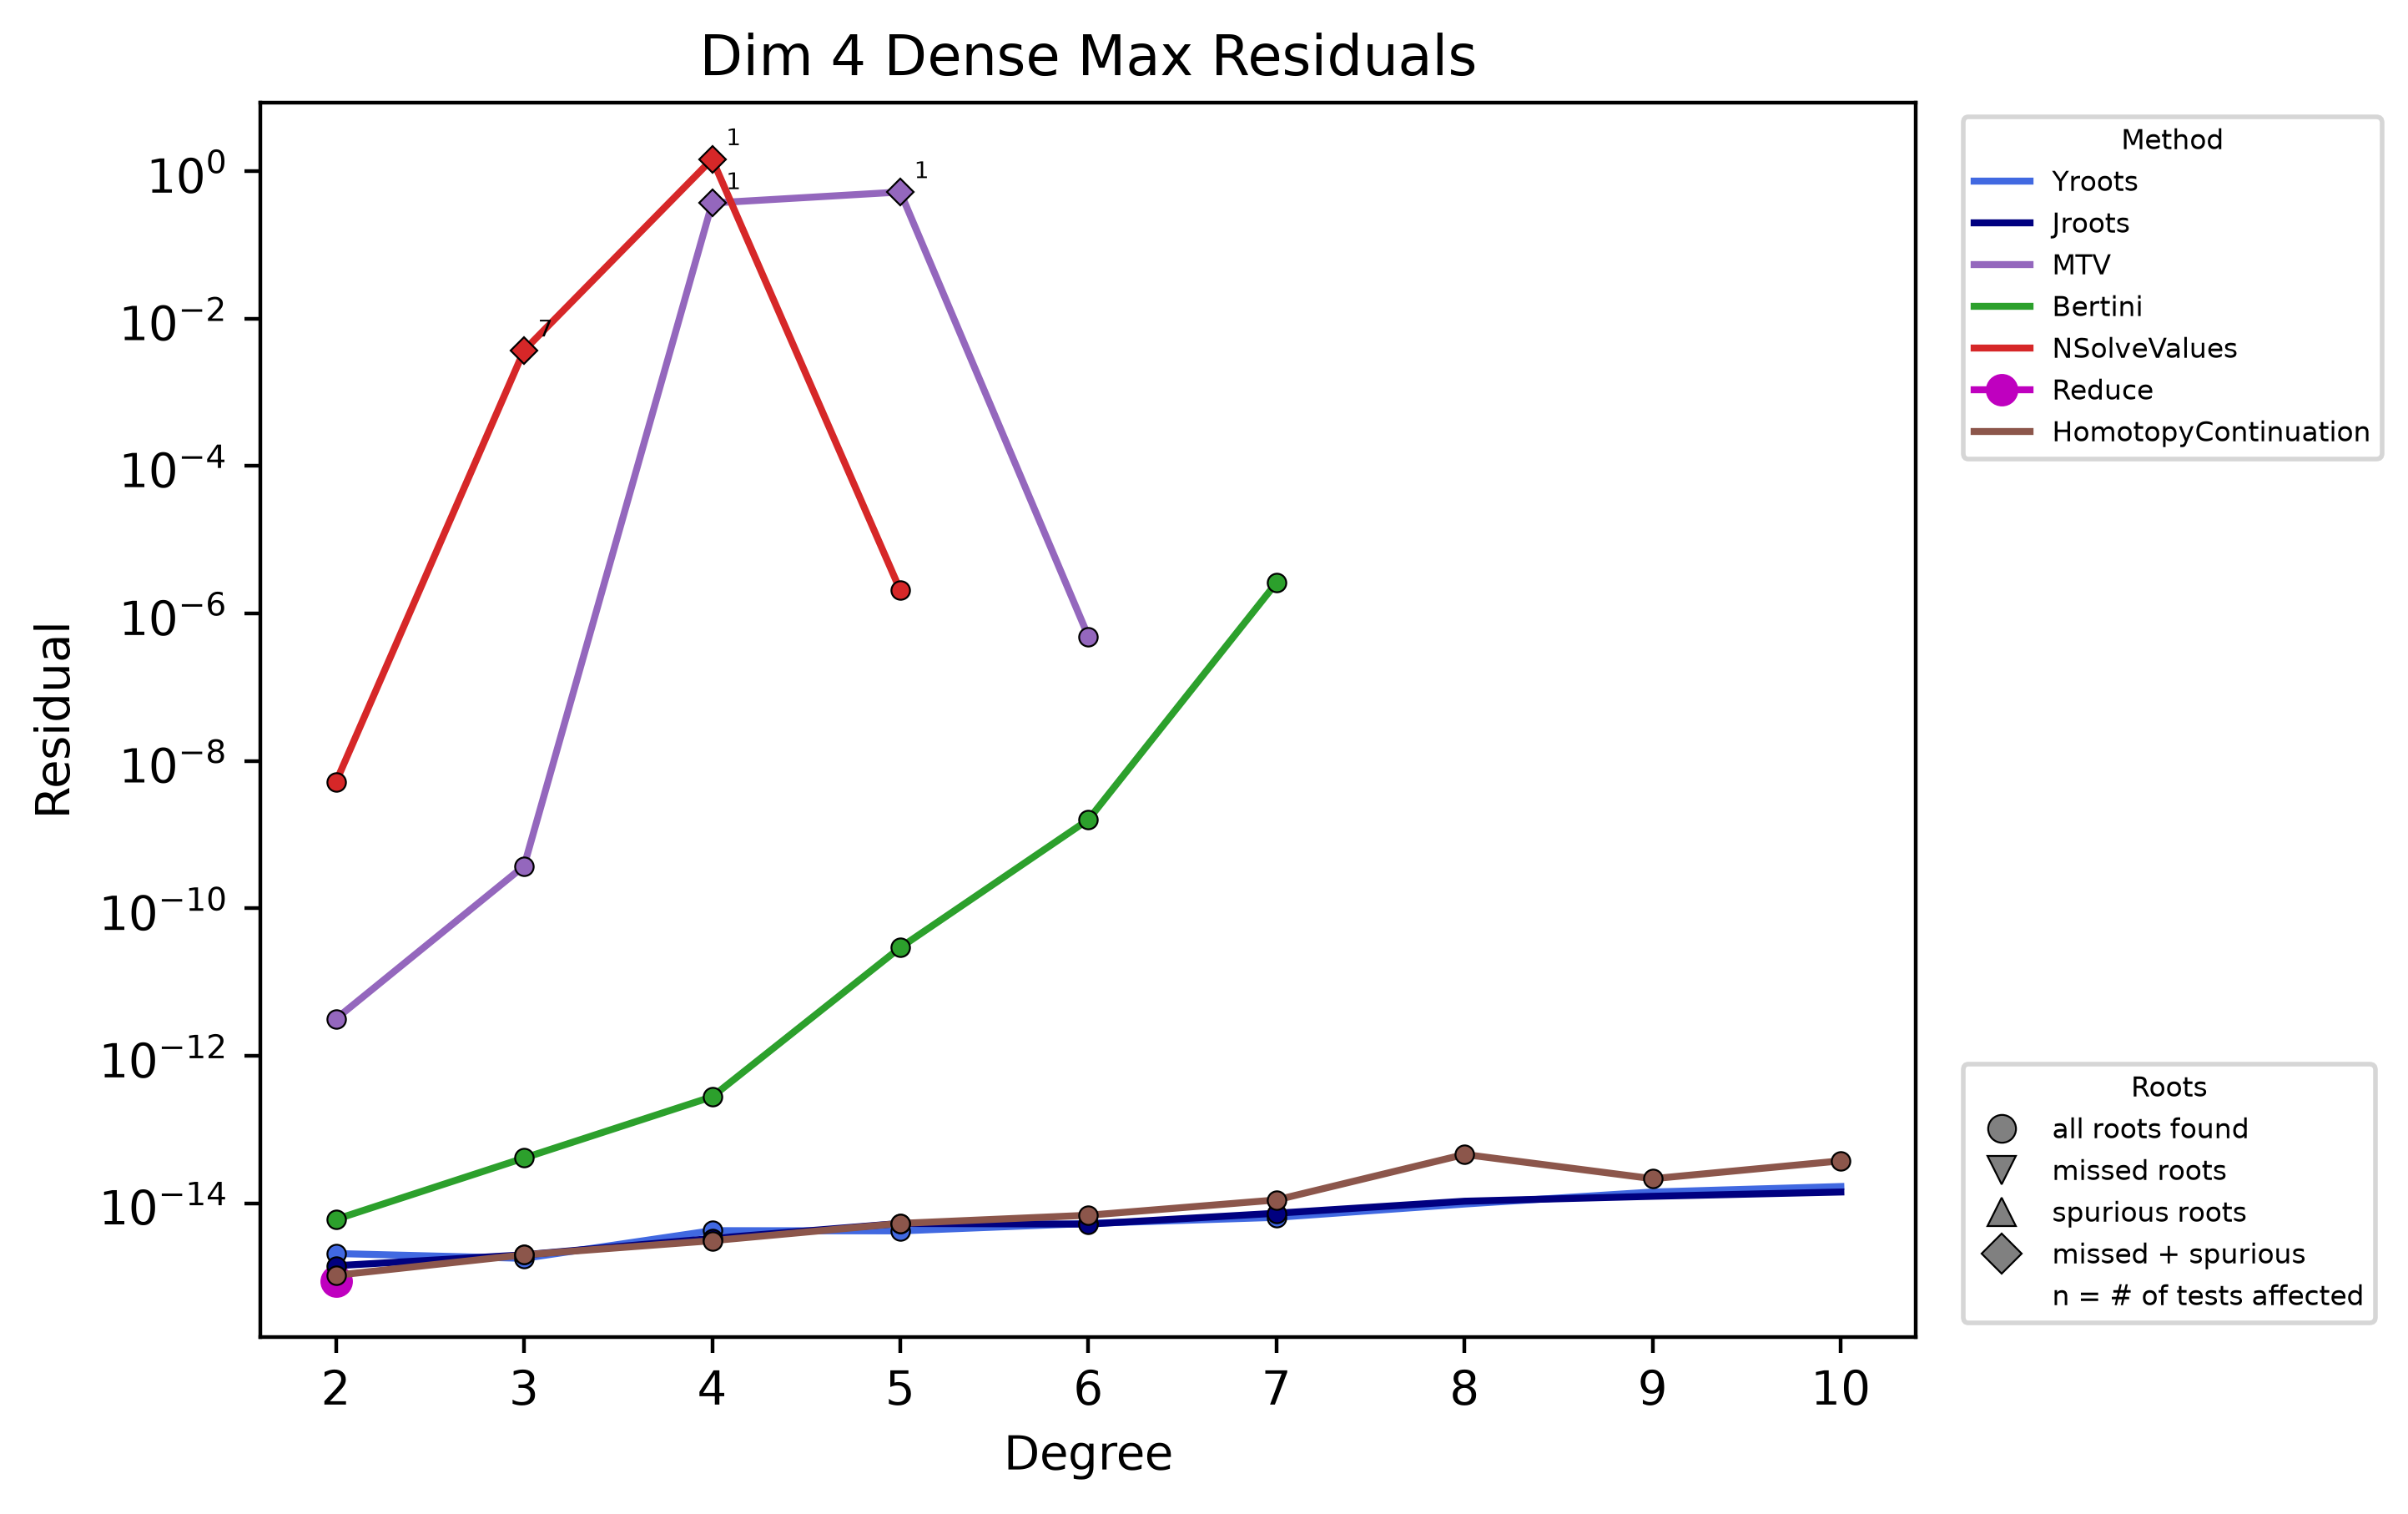 Dim 4 Dense Max Residuals
Residual
10⁰
10⁻²
10⁻⁴
10⁻⁶
10⁻⁸
10⁻¹⁰
10⁻¹²
10⁻¹⁴
1
1
1
7
2 3 4 5 6 7 8 9 10
Degree
Method
Yroots
Jroots
MTV
Bertini
NSolveValues
Reduce
HomotopyContinuation
Roots
all roots found
missed roots
spurious roots
missed + spurious
n = # of tests affected